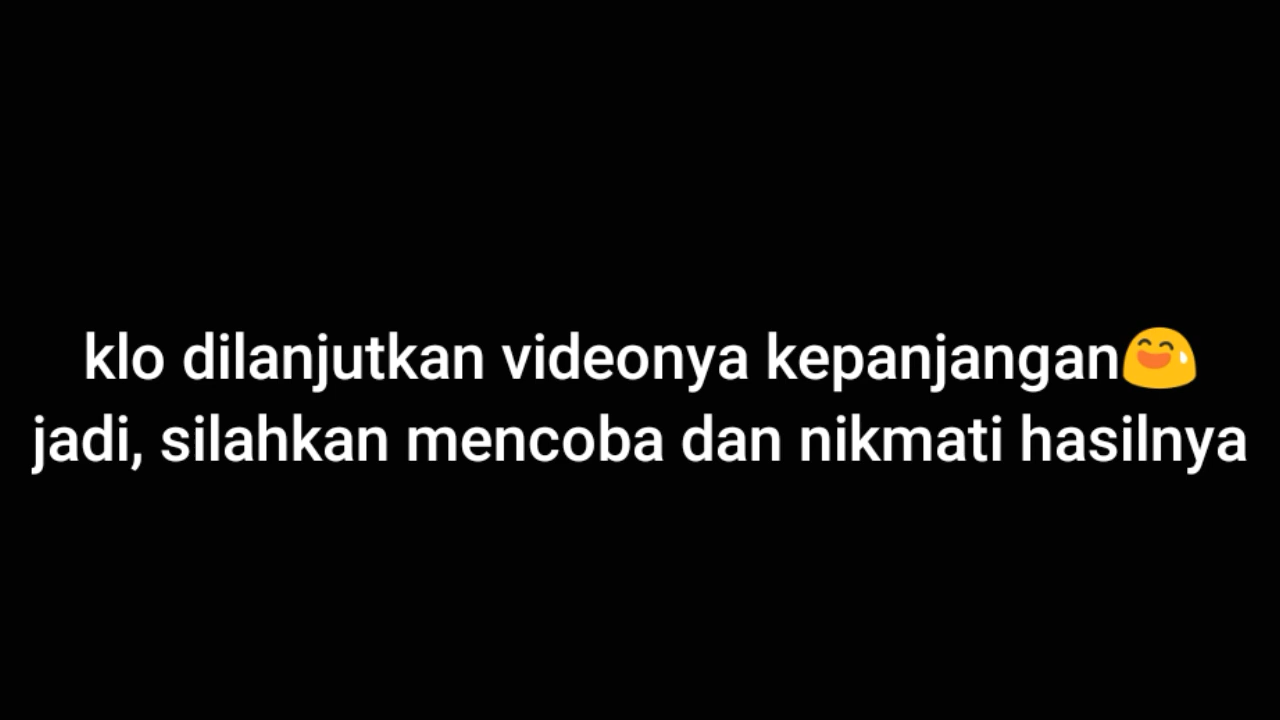 klo dilanjutkan videonya kepanjangan😅
jadi, silahkan mencoba dan nikmati hasilnya